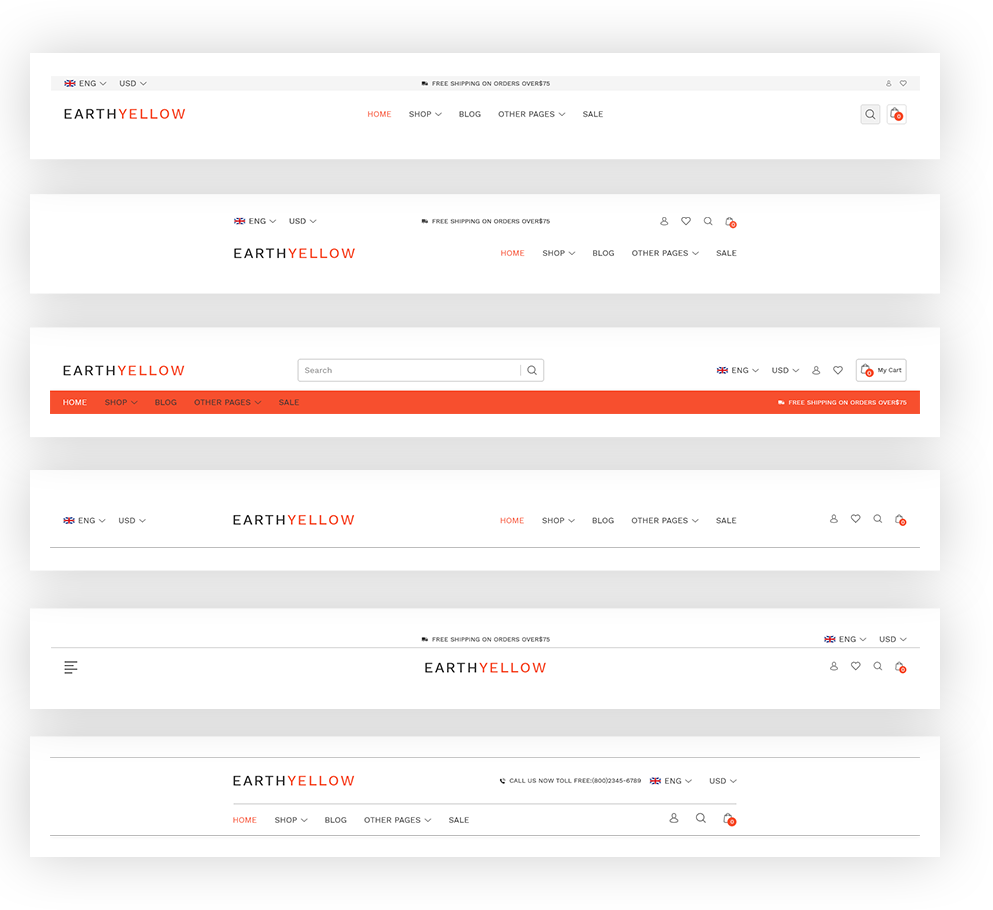 ENG USD FREE SHIPPING ON ORDERS OVER$75
EARTHYELLOW HOME SHOP BLOG OTHER PAGES SALE 0
ENG USD FREE SHIPPING ON ORDERS OVER$75 0
EARTHYELLOW HOME SHOP BLOG OTHER PAGES SALE
EARTHYELLOW Search ENG USD 0 My Cart
HOME SHOP BLOG OTHER PAGES SALE FREE SHIPPING ON ORDERS OVER$75
ENG USD EARTHYELLOW HOME SHOP BLOG OTHER PAGES SALE 0
FREE SHIPPING ON ORDERS OVER$75 ENG USD
EARTHYELLOW 0
EARTHYELLOW CALL US NOW TOLL FREE:(800)2345-6789 ENG USD
HOME SHOP BLOG OTHER PAGES SALE 0